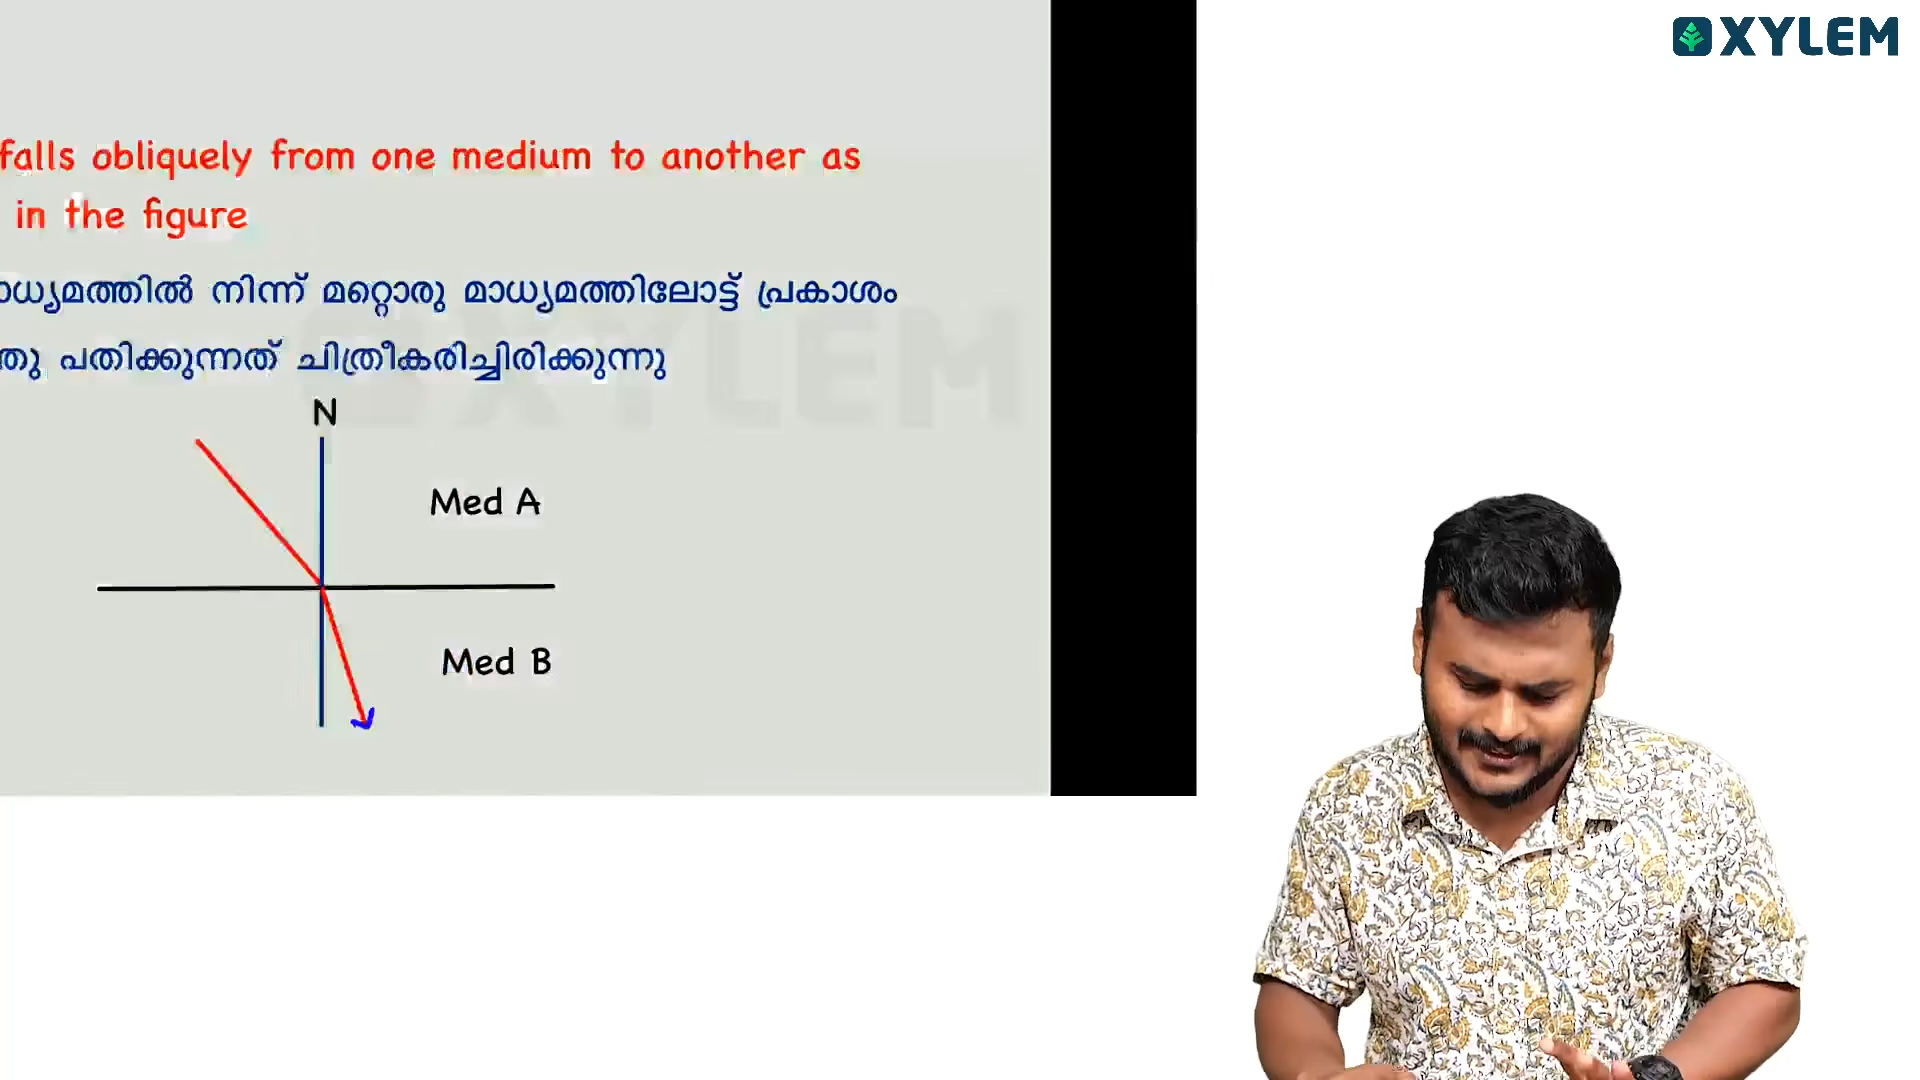 XYLEM
falls obliquely from one medium to another as
in the figure
മാധ്യമത്തിൽ നിന്ന് മറ്റൊരു മാധ്യമത്തിലോട്ട് പ്രകാശം
പതിക്കുന്നത് ചിത്രീകരിച്ചിരിക്കുന്നു
XYLEM
N
Med A
Med B